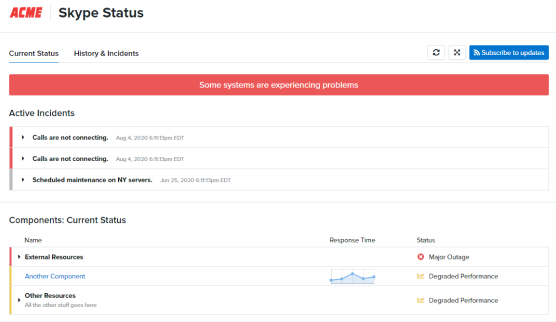 ACME Skype Status
Current Status History & Incidents Subscribe to updates
Some systems are experiencing problems
Active Incidents
Calls are not connecting. Aug 4, 2020 6:11:13pm EDT
Calls are not connecting. Aug 4, 2020 6:11:13pm EDT
Scheduled maintenance on NY servers. Jun 25, 2020 6:11:13pm EDT
Components: Current Status
Name Response Time Status
External Resources Major Outage
Another Component Degraded Performance
Other Resources Degraded Performance
All the other stuff goes here